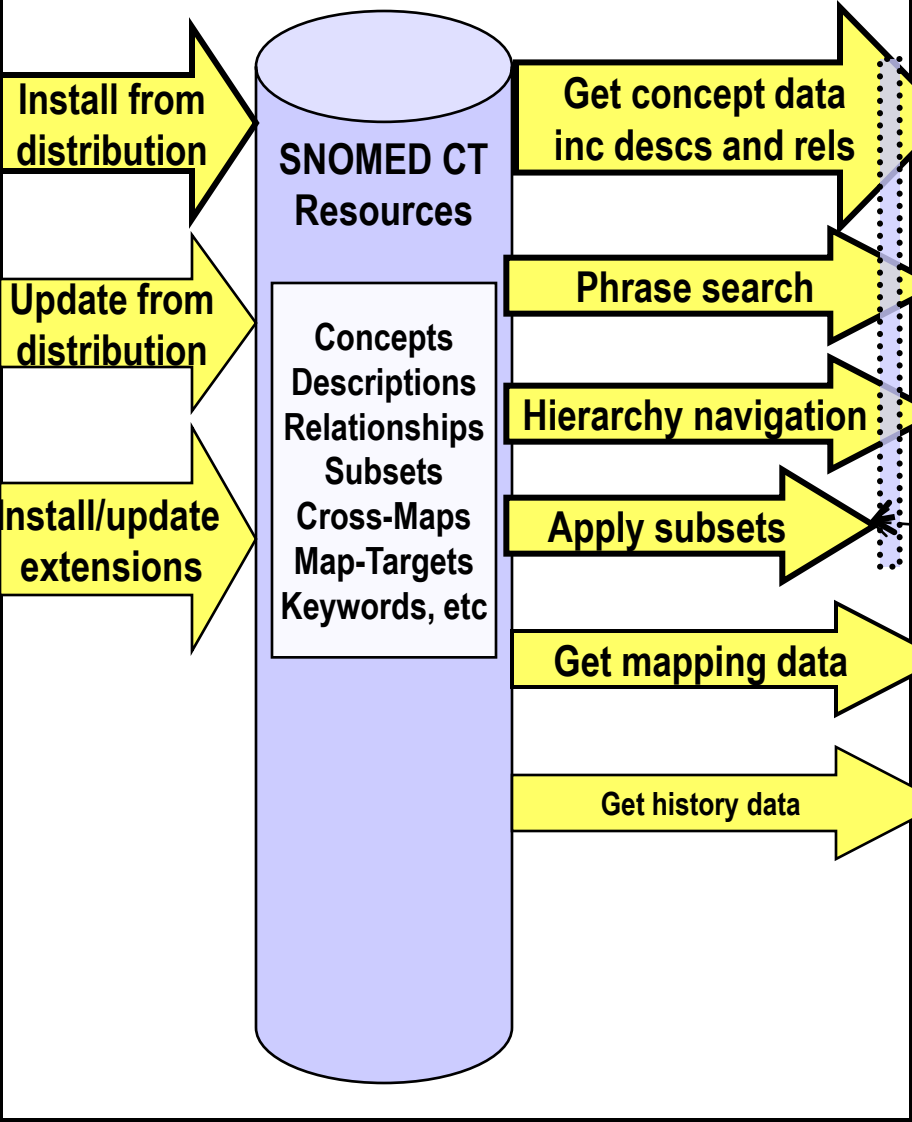 Install from
distribution
Update from
distribution
Install/update
extensions
SNOMED CT
Resources
Concepts
Descriptions
Relationships
Subsets
Cross-Maps
Map-Targets
Keywords, etc
Get concept data
inc descs and rels
Phrase search
Hierarchy navigation
Apply subsets
Get mapping data
Get history data